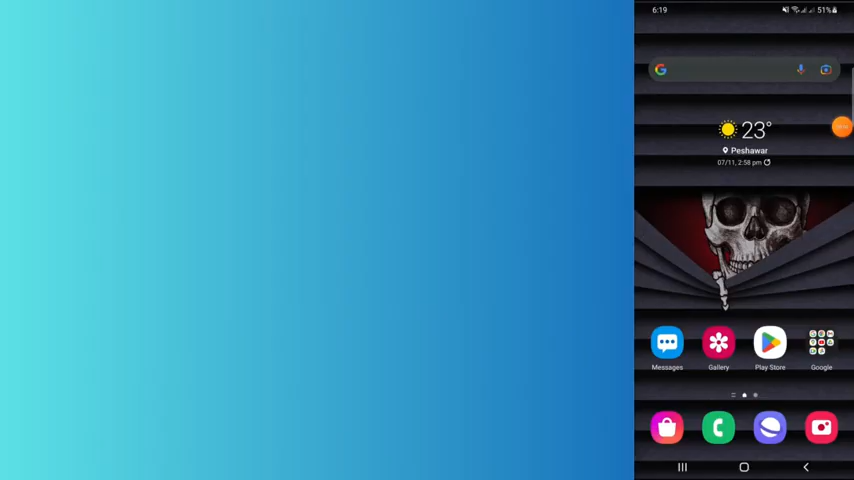 6:19
51%
23°
Peshawar
07/11, 2:58 pm
Messages
Gallery
Play Store
Google